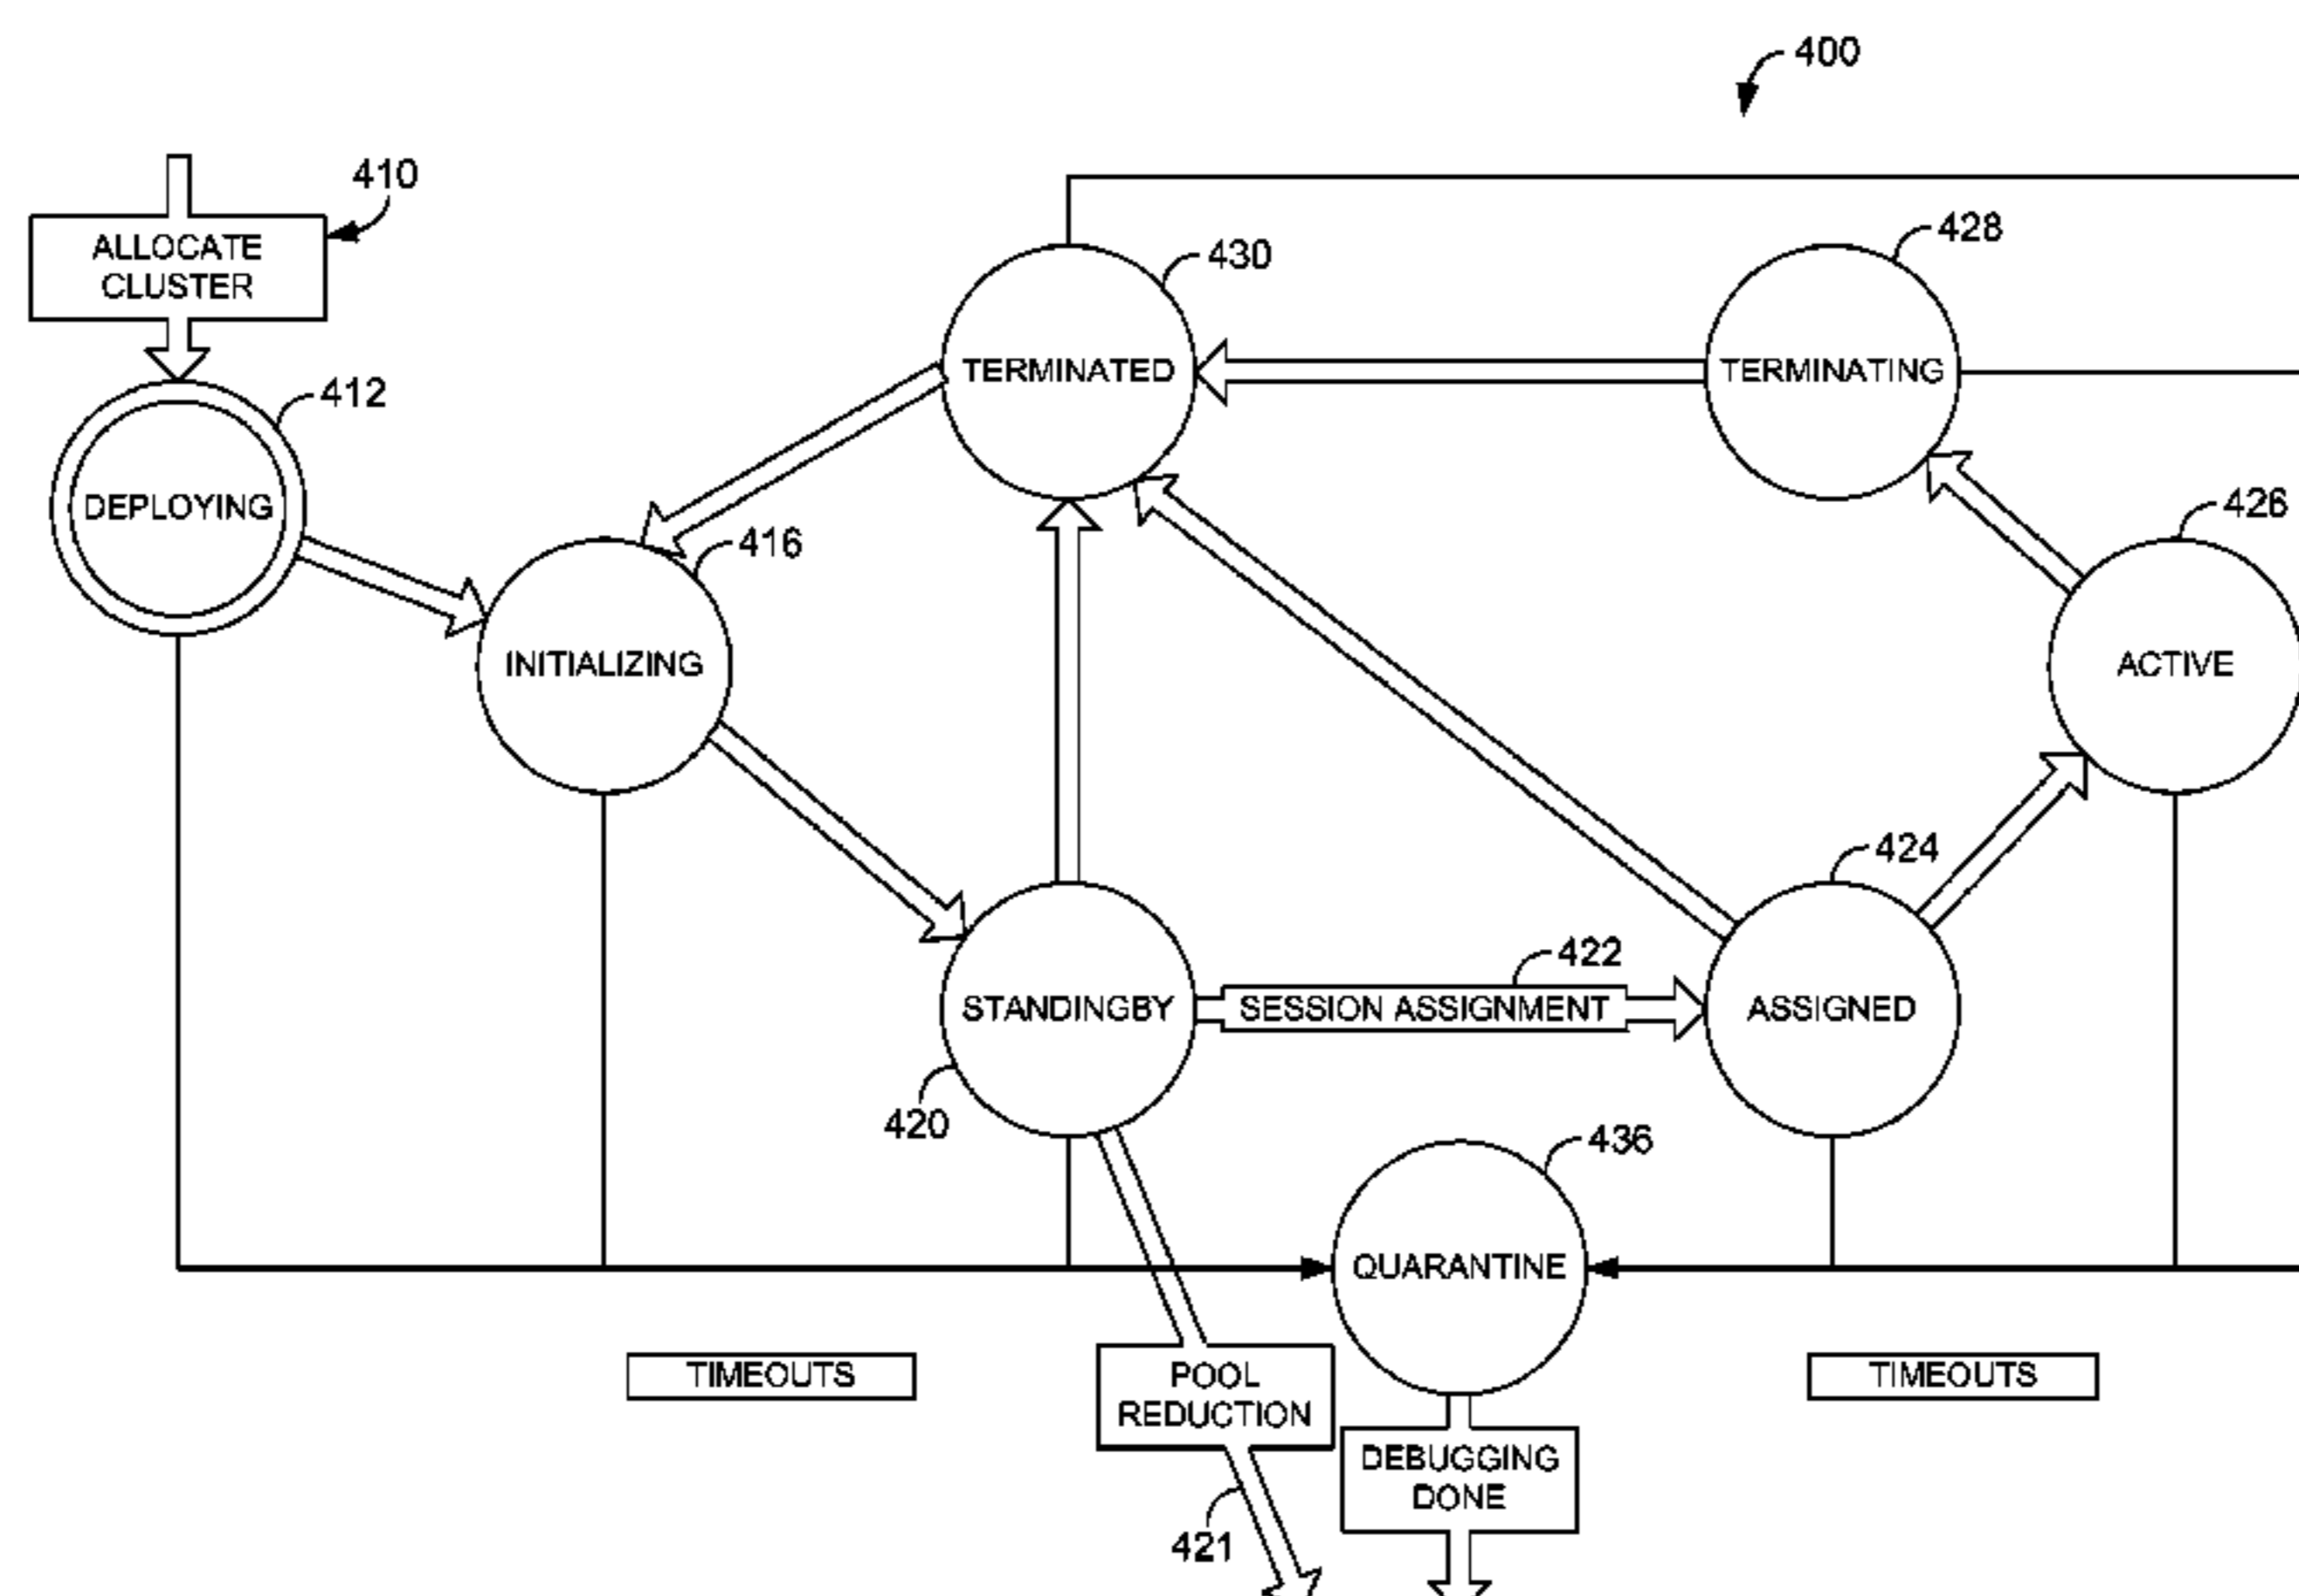 400
410
ALLOCATE
CLUSTER
430
428
412
TERMINATED
TERMINATING
DEPLOYING
426
416
INITIALIZING
ACTIVE
424
422
STANDINGBY
SESSION ASSIGNMENT
ASSIGNED
420
436
QUARANTINE
TIMEOUTS
POOL
REDUCTION
TIMEOUTS
DEBUGGING
DONE
421